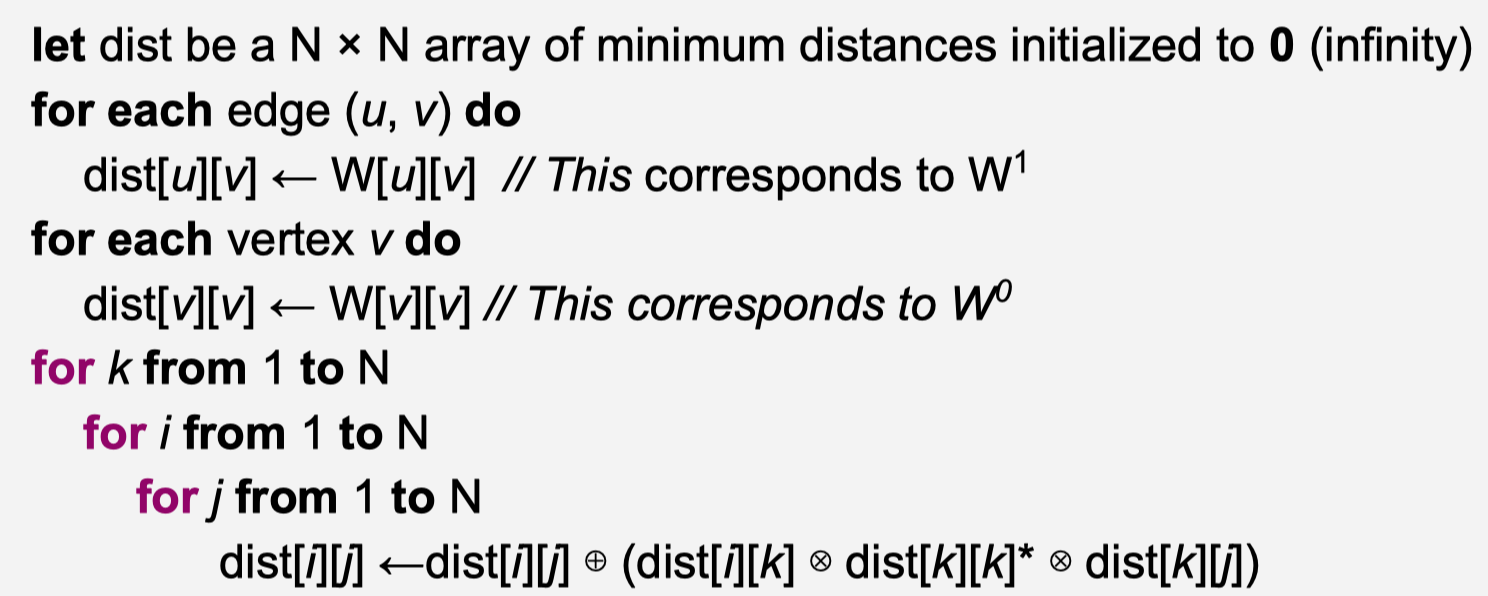 let dist be a N × N array of minimum distances initialized to 0 (infinity)
for each edge (u, v) do
dist[u][v] ← W[u][v] // This corresponds to W¹
for each vertex v do
dist[v][v] ← W[v][v] // This corresponds to W⁰
for k from 1 to N
for i from 1 to N
for j from 1 to N
dist[i][j] ←dist[i][j] ⊕ (dist[i][k] ⊗ dist[k][k]* ⊗ dist[k][j])